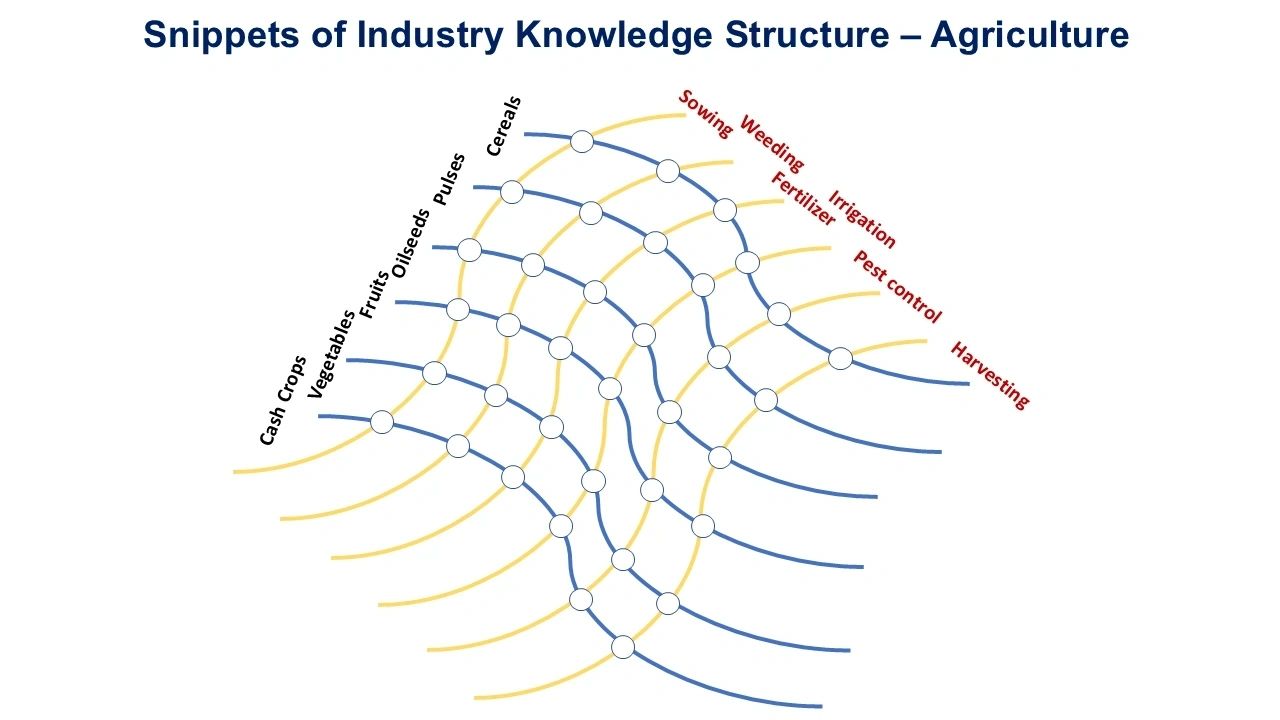 Snippets of Industry Knowledge Structure – Agriculture
Cereals
Pulses
Oilseeds
Fruits
Vegetables
Cash Crops
Sowing
Weeding
Fertilizer
Irrigation
Pest control
Harvesting